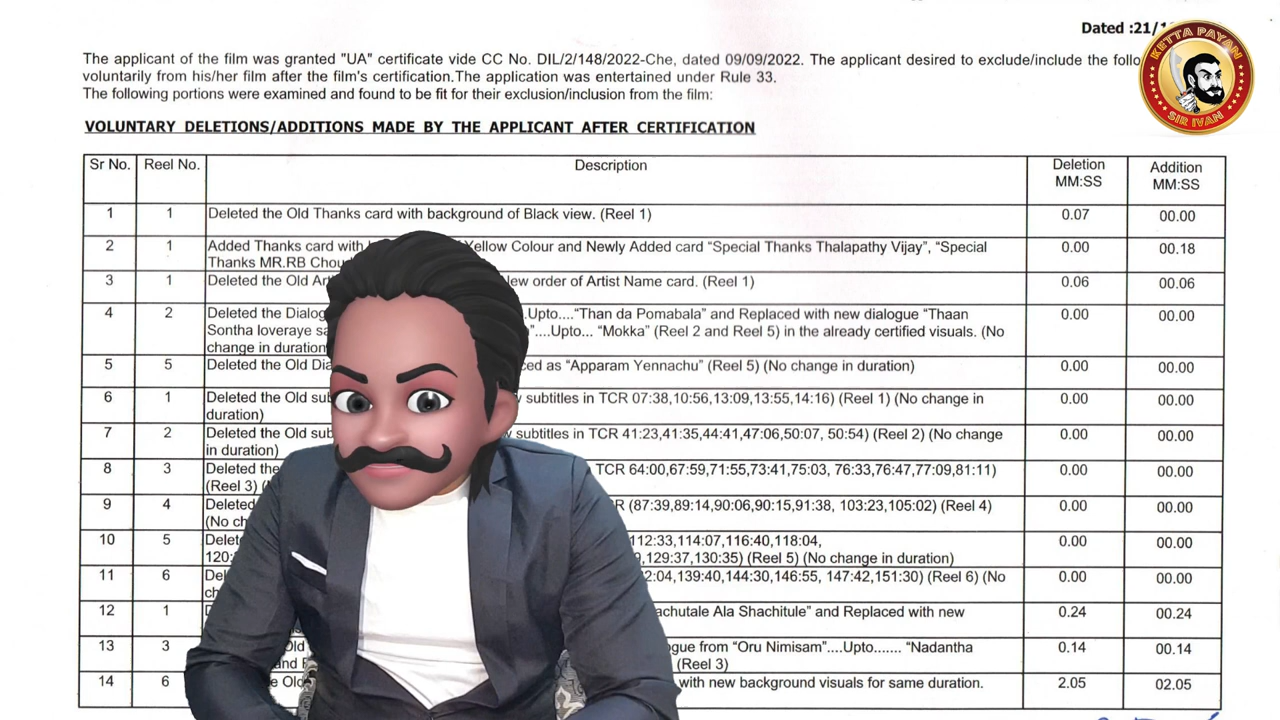 Dated :21/1
The applicant of the film was granted "UA" certificate vide CC No. DIL/2/148/2022-Che, dated 09/09/2022. The applicant desired to exclude/include the follo
voluntarily from his/her film after the film's certification.The application was entertained under Rule 33.
The following portions were examined and found to be fit for their exclusion/inclusion from the film:
KETTA PAYAN
SIR IVAN
VOLUNTARY DELETIONS/ADDITIONS MADE BY THE APPLICANT AFTER CERTIFICATION
Sr No. Reel No. Description Deletion MM:SS Addition MM:SS
1 1 Deleted the Old Thanks card with background of Black view. (Reel 1) 0.07 00.00
2 1 Added Thanks card with Yellow Colour and Newly Added card “Special Thanks Thalapathy Vijay”, “Special 0.00 00.18
Thanks MR.RB Chou
3 1 Deleted the Old Art New order of Artist Name card. (Reel 1) 0.06 00.06
4 2 Deleted the Dialog .Upto....“Than da Pomabala” and Replaced with new dialogue “Thaan 0.00 00.00
Sontha loveraye sa ”....Upto... “Mokka” (Reel 2 and Reel 5) in the already certified visuals. (No
change in duration
5 5 Deleted the Old Dia ced as “Apparam Yennachu” (Reel 5) (No change in duration) 0.00 00.00
6 1 Deleted the Old sub subtitles in TCR 07:38,10:56,13:09,13:55,14:16) (Reel 1) (No change in 0.00 00.00
duration)
7 2 Deleted the Old sub w subtitles in TCR 41:23,41:35,44:41,47:06,50:07, 50:54) (Reel 2) (No change 0.00 00.00
in duration)
8 3 Deleted the TCR 64:00,67:59,71:55,73:41,75:03, 76:33,76:47,77:09,81:11) 0.00 00.00
(Reel 3) (
9 4 Deleted CR (87:39,89:14,90:06,90:15,91:38, 103:23,105:02) (Reel 4) 0.00 00.00
(No ch
10 5 Delet 112:33,114:07,116:40,118:04, 0.00 00.00
120: ,129:37,130:35) (Reel 5) (No change in duration)
11 6 Del 2:04,139:40,144:30,146:55, 147:42,151:30) (Reel 6) (No 0.00 00.00
ch
12 1 achutale Ala Shachitule” and Replaced with new 0.24 00.24
13 3 Old ogue from “Oru Nimisam”....Upto....... “Nadantha 0.14 00.14
and (Reel 3)
14 6 e Old with new background visuals for same duration. 2.05 02.05